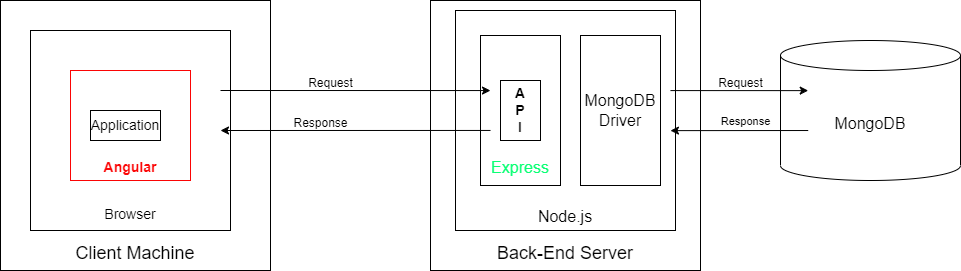 Application
Angular
Browser
Client Machine
Request
Response
A
P
I
Express
MongoDB
Driver
Node.js
Back-End Server
Request
Response
MongoDB